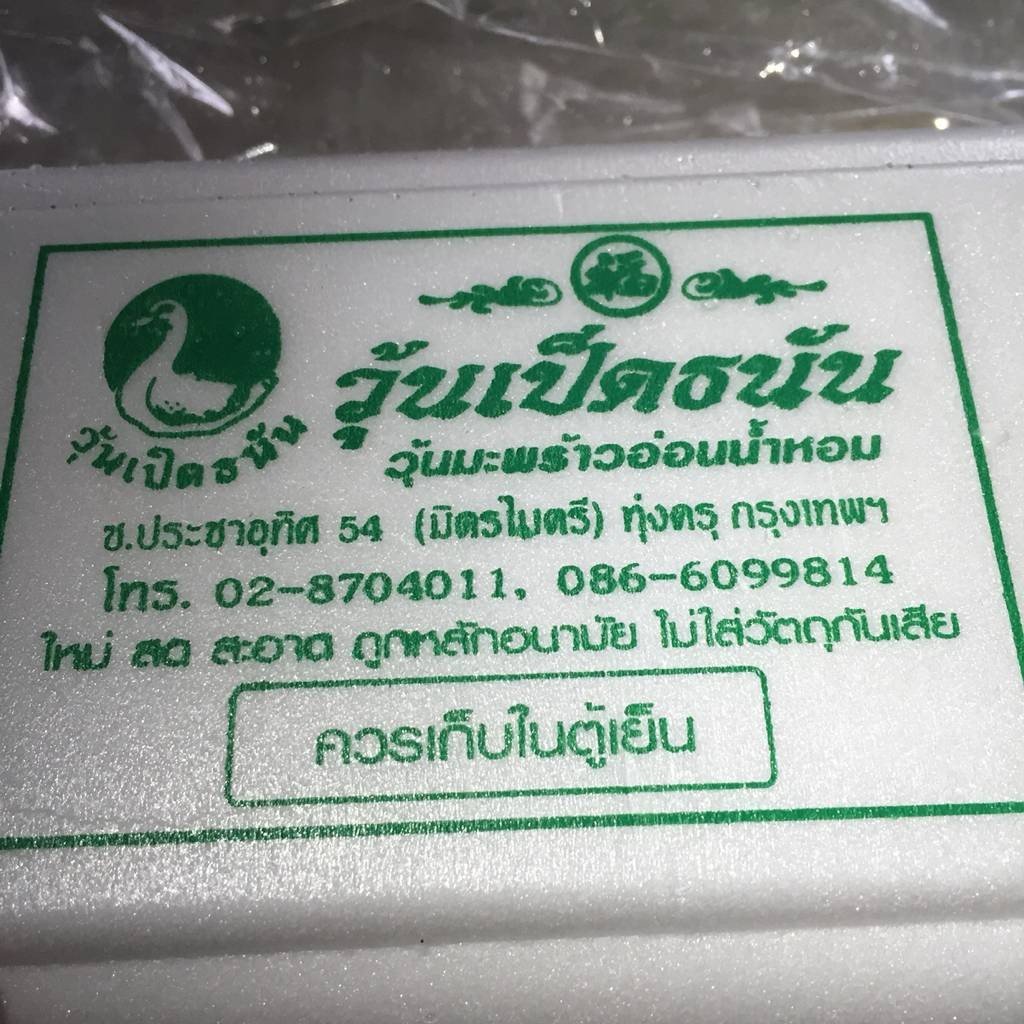 วุ้นเป็ดธนัน
วุ้นเป็ดธนัน
วุ้นมะพร้าวอ่อนน้ำหอม
ซ.ประชาอุทิศ 54 (มิตรไมตรี) ทุ่งครุ กรุงเทพฯ
โทร. 02-8704011, 086-6099814
ใหม่ สด สะอาด ถูกหลักอนามัย ไม่ใส่วัตถุกันเสีย
ควรเก็บในตู้เย็น